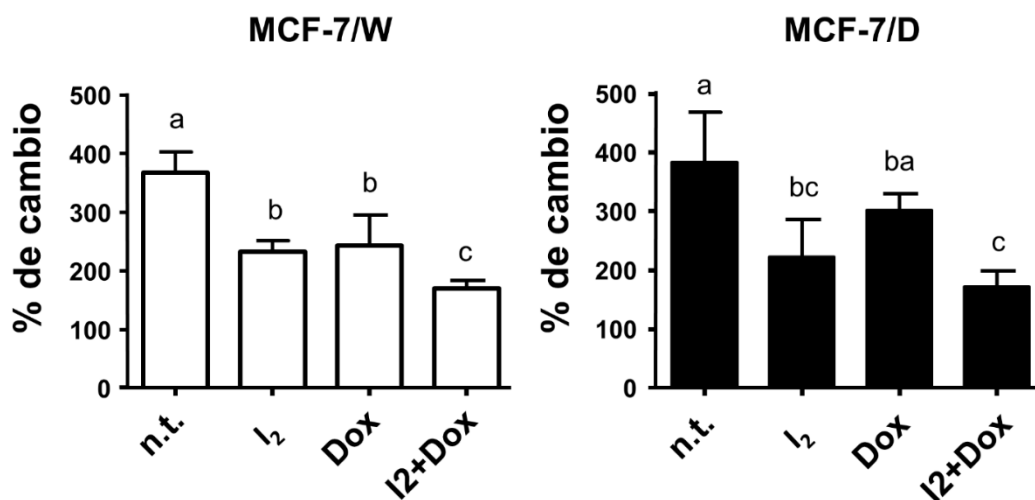 MCF-7/W
% de cambio
500
400
300
200
100
0
a
b
b
c
n.t.
I₂
Dox
I2+Dox
MCF-7/D
% de cambio
500
400
300
200
100
0
a
bc
ba
c
n.t.
I₂
Dox
I2+Dox